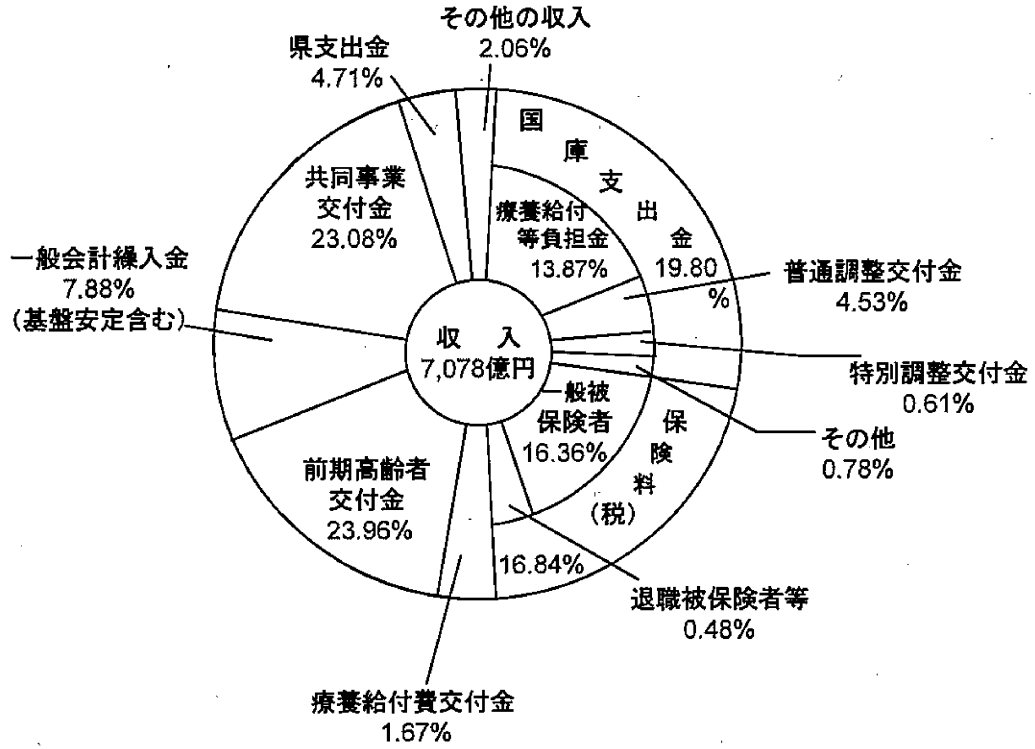 その他の収入
2.06%
県支出金
4.71%
国庫支出金
19.80%
療養給付
等負担金
13.87%
普通調整交付金
4.53%
特別調整交付金
0.61%
その他
0.78%
共同事業
交付金
23.08%
一般会計繰入金
7.88%
(基盤安定含む)
収 入
7,078億円
一般被
保険者
16.36%
保険料
(税)
16.84%
前期高齢者
交付金
23.96%
退職被保険者等
0.48%
療養給付費交付金
1.67%